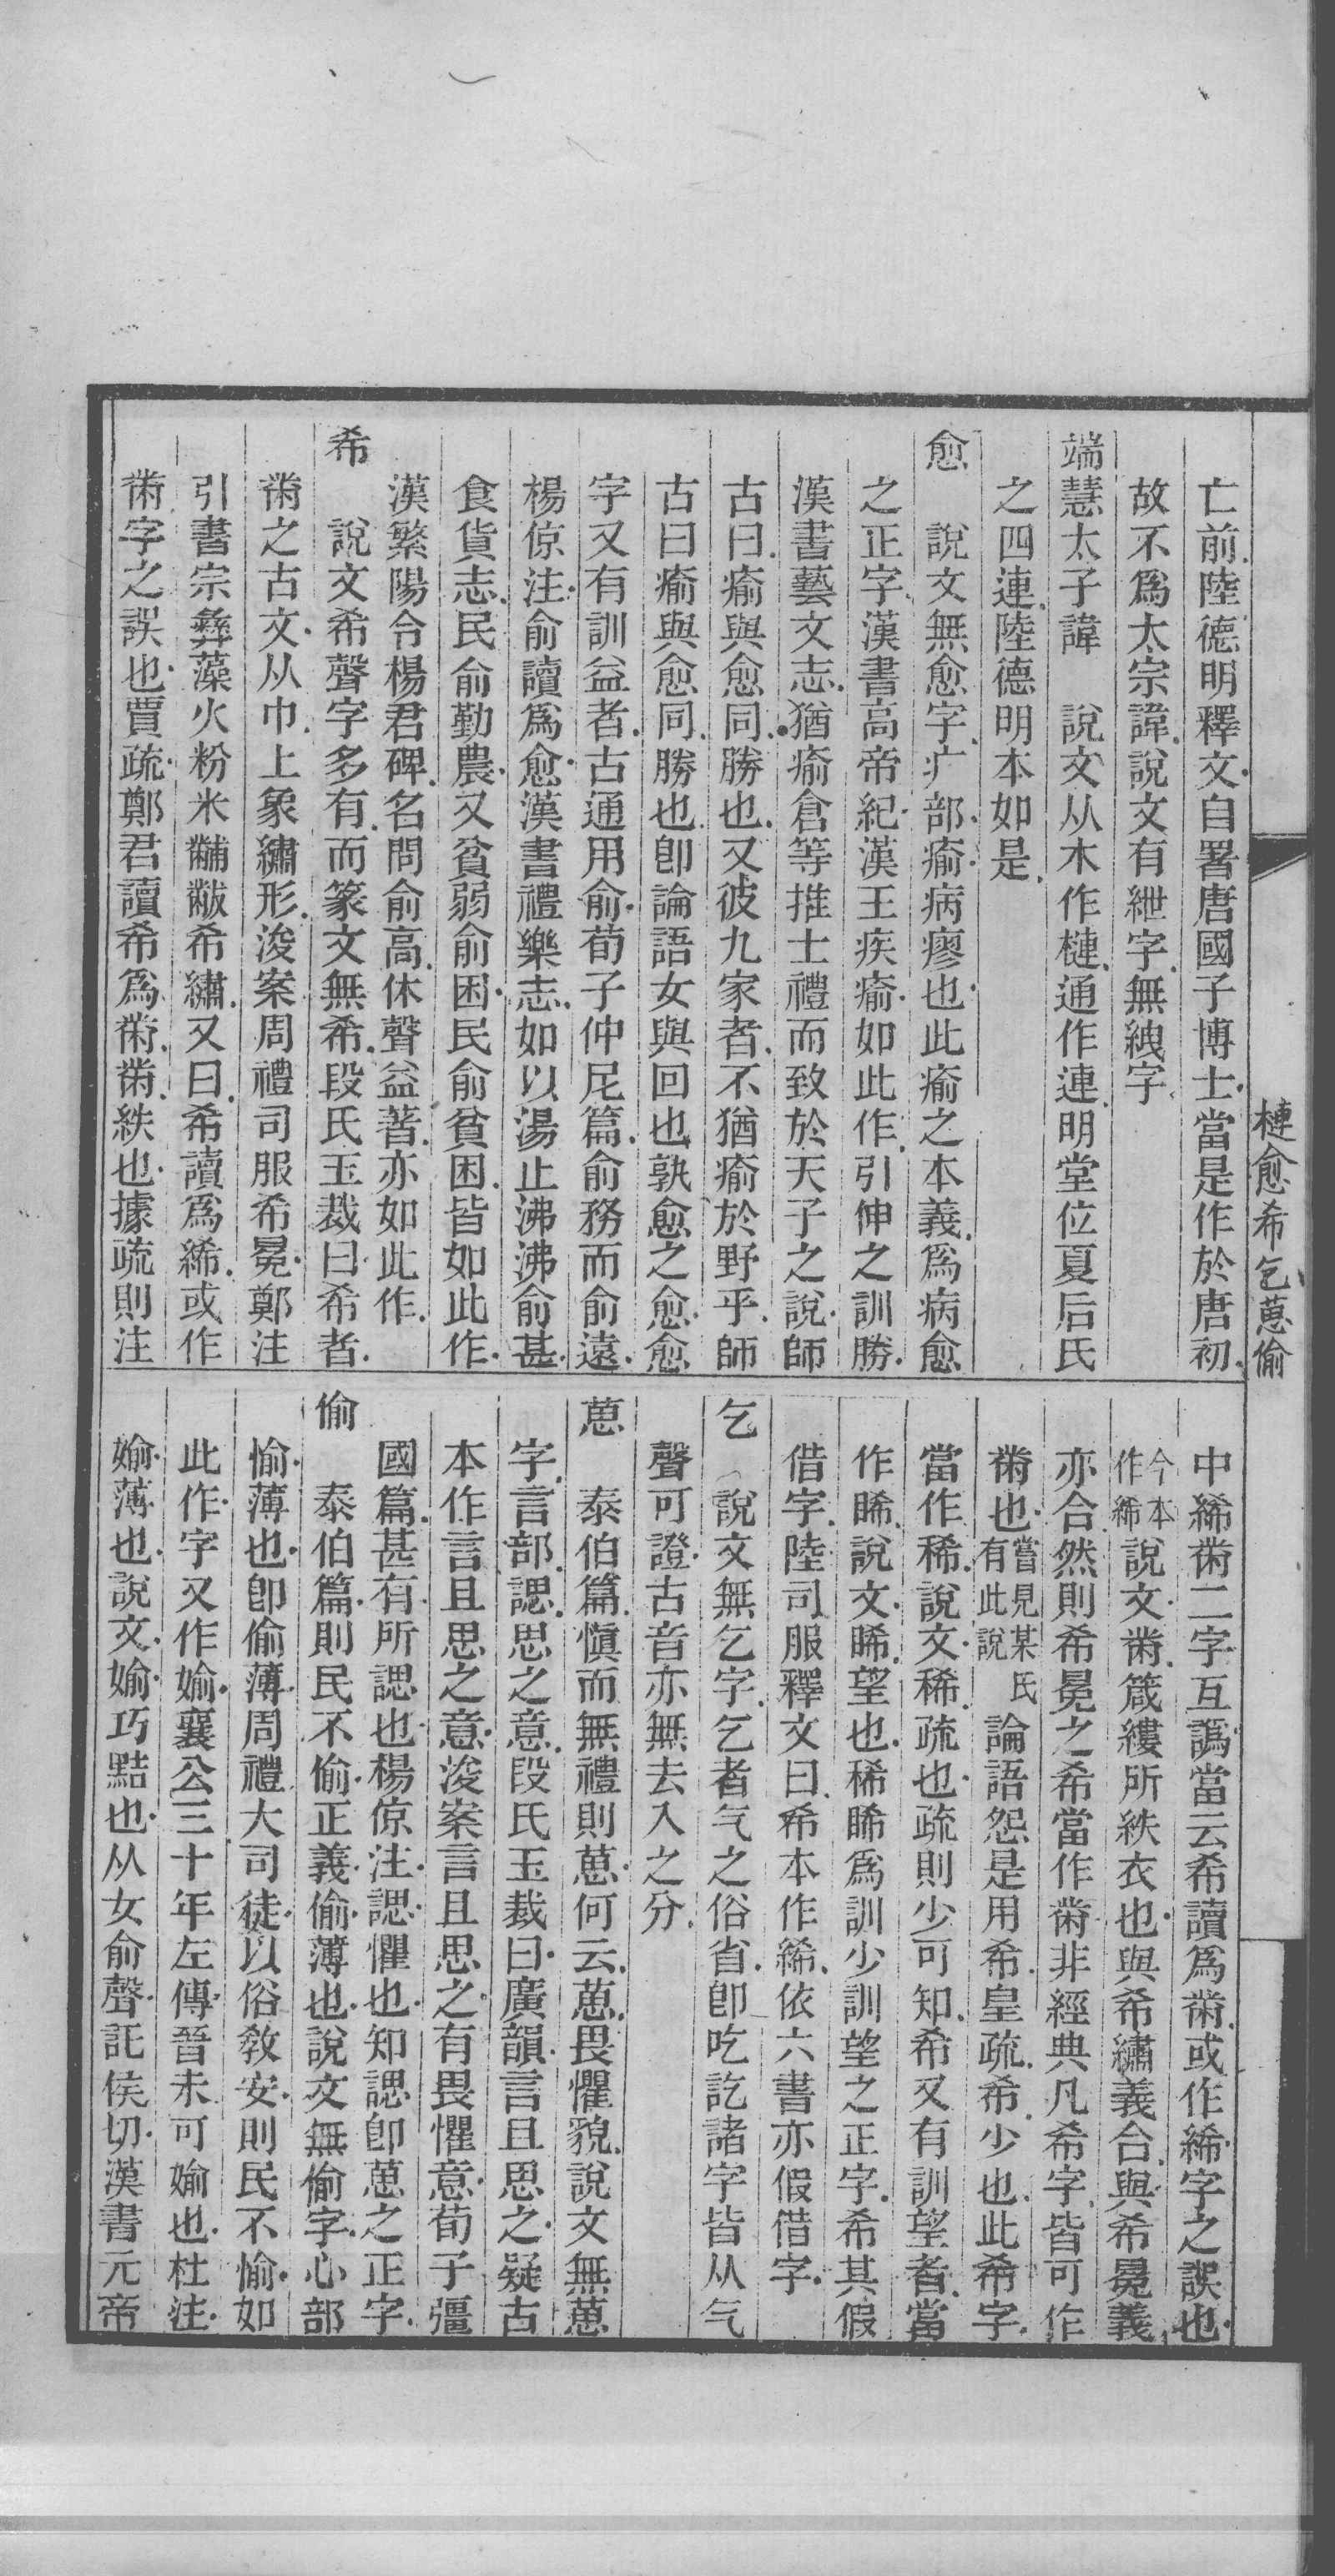 槤愈希乞葸偷
亡前陸德明釋文自署唐國子博士當是作於唐初
故不爲太宗諱說文有紲字無絏字
端慧太子諱　說文从木作槤通作連明堂位夏后氏
之四連陸德明本如是
愈　說文無愈字疒部瘉病瘳也此瘉之本義爲病愈
之正字漢書高帝紀漢王疾瘉如此作引伸之訓勝
漢書藝文志猶瘉倉等推士禮而致於天子之說師
古曰瘉與愈同勝也又彼九家者不猶瘉於野乎師
古曰瘉與愈同勝也卽論語女與回也孰愈之愈愈
字又有訓益者古通用俞荀子仲尼篇俞務而俞遠
楊倞注俞讀爲愈漢書禮樂志如以湯止沸沸俞甚
食貨志民俞勤農又貧弱俞困民俞貧困皆如此作
漢繁陽令楊君碑名問俞高休聲益著亦如此作
希　說文希聲字多有而篆文無希段氏玉裁曰希者
黹之古文从巾上象繡形浚案周禮司服希冕鄭注
引書宗彝藻火粉米黼黻希繡又曰希讀爲絺或作
黹字之誤也賈疏鄭君讀希爲黹黹紩也據疏則注
中絺黹二字互譌當云希讀爲黹或作絺字之誤也
今本作絺說文黹箴縷所紩衣也與希繡義合與希冕義
亦合然則希冕之希當作黹非經典凡希字皆可作
黹也嘗見某氏有此說論語怨是用希皇疏希少也此希字
當作稀說文稀疏也疏則少可知希又有訓望者當
作睎說文睎望也稀睎爲訓少訓望之正字希其假
借字陸司服釋文曰希本作絺依六書亦假借字
乞　說文無乞字乞者气之俗省卽吃訖諸字皆从气
聲可證古音亦無去入之分
葸　泰伯篇愼而無禮則葸何云葸畏懼貌說文無葸
字言部諰思之意段氏玉裁曰廣韻言且思之疑古
本作言且思之意浚案言且思之有畏懼意荀子彊
國篇甚有所諰也楊倞注諰懼也知諰卽葸之正字
偷　泰伯篇則民不偷正義偷薄也說文無偷字心部
愉薄也卽偷薄周禮大司徒以俗敎安則民不愉如
此作字又作媮襄公三十年左傳晉未可媮也杜注
媮薄也說文媮巧黠也从女俞聲託侯切漢書元帝